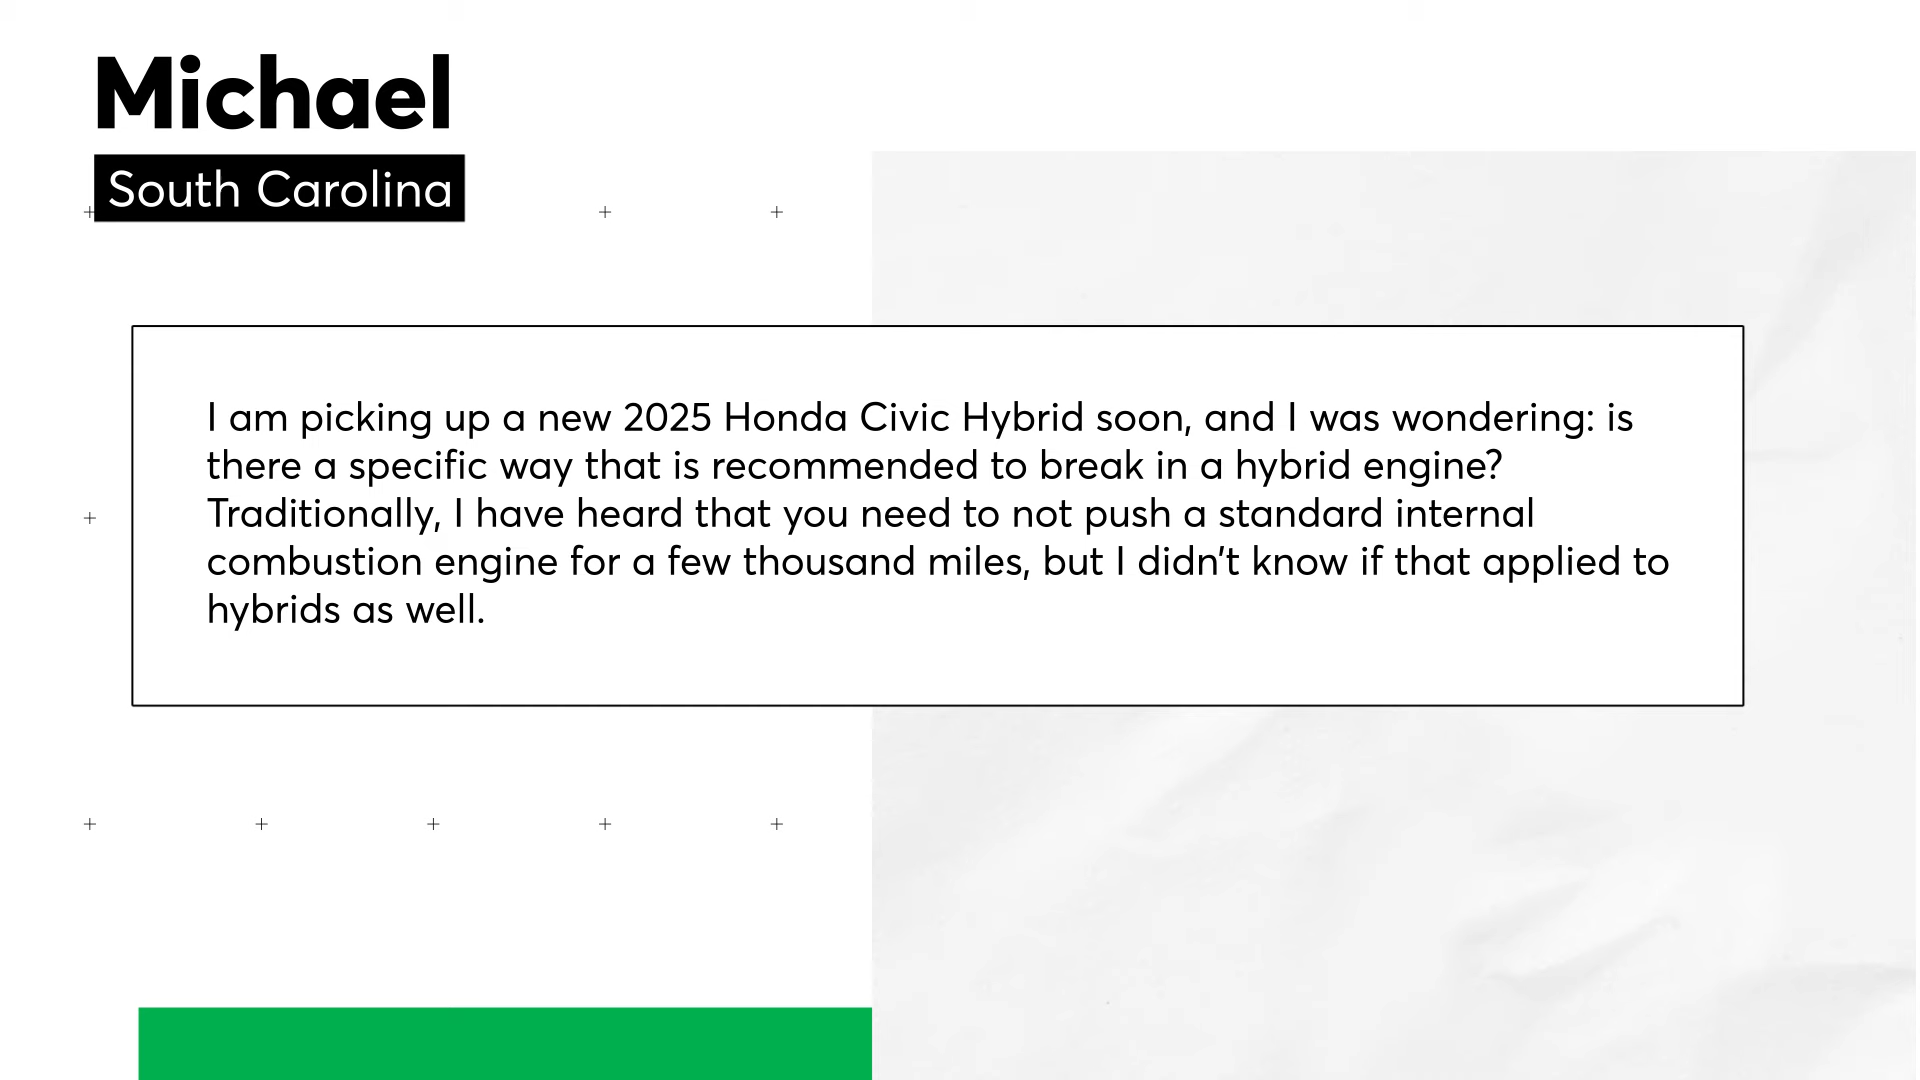 Michael
South Carolina
I am picking up a new 2025 Honda Civic Hybrid soon, and I was wondering: is
there a specific way that is recommended to break in a hybrid engine?
Traditionally, I have heard that you need to not push a standard internal
combustion engine for a few thousand miles, but I didn’t know if that applied to
hybrids as well.